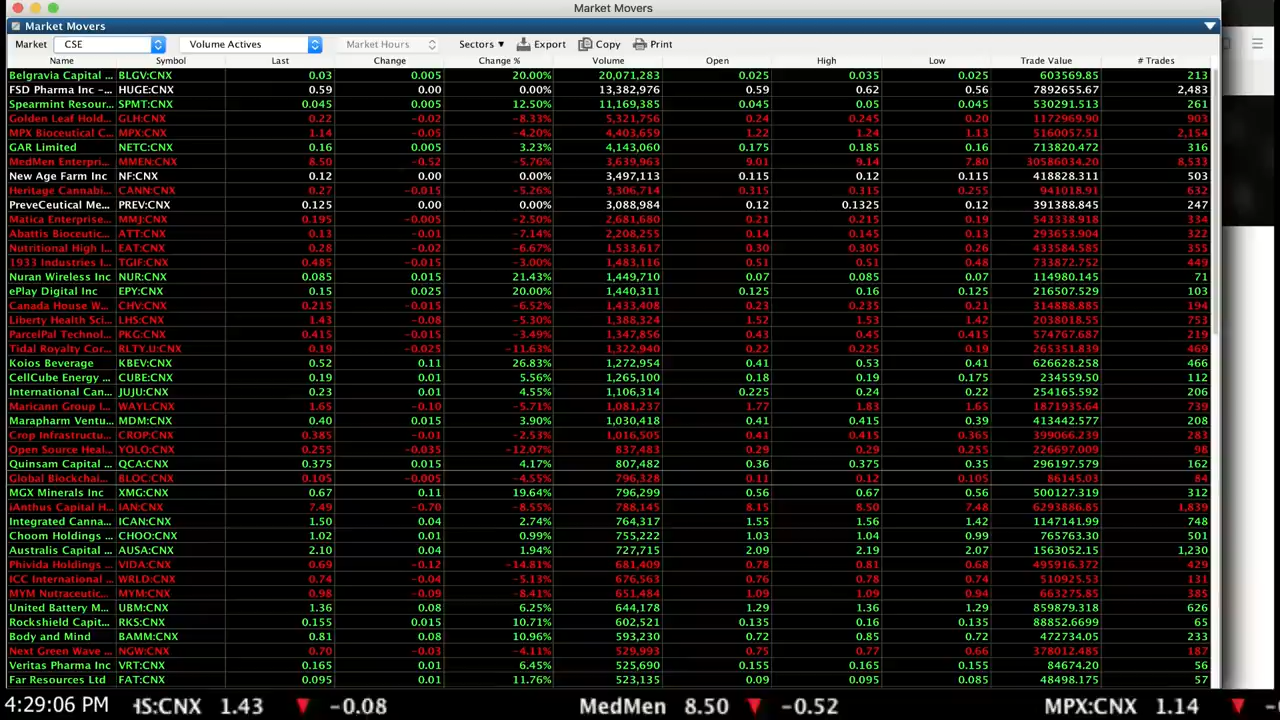 Market Movers
Market Movers
Market CSE Volume Actives Market Hours Sectors ▼ Export Copy Print
Name Symbol Last Change Change % Volume Open High Low Trade Value # Trades
Belgravia Capital ... BLGV:CNX 0.03 0.005 20.00% 20,071,283 0.025 0.035 0.025 603569.85 213
FSD Pharma Inc -... HUGE:CNX 0.59 0.00 0.00% 13,382,976 0.59 0.62 0.56 7892655.67 2,483
Spearmint Resour... SPMT:CNX 0.045 0.005 12.50% 11,169,385 0.045 0.05 0.045 530291.513 261
Golden Leaf Hold... GLH:CNX 0.22 -0.02 -8.33% 5,321,756 0.24 0.245 0.20 1172969.90 903
MPX Bioceutical C... MPX:CNX 1.14 -0.05 -4.20% 4,403,659 1.22 1.24 1.13 5160057.51 2,154
GAR Limited NETC:CNX 0.16 0.005 3.23% 4,143,060 0.175 0.185 0.16 713820.472 316
MedMen Enterpri... MMEN:CNX 8.50 -0.52 -5.76% 3,639,963 9.01 9.14 7.80 30586034.20 8,533
New Age Farm Inc NF:CNX 0.12 0.00 0.00% 3,497,113 0.115 0.12 0.115 418828.311 503
Heritage Cannabi... CANN:CNX 0.27 -0.015 -5.26% 3,306,714 0.315 0.315 0.255 941018.91 632
PreveCeutical Me... PREV:CNX 0.125 0.00 0.00% 3,088,984 0.12 0.1325 0.12 391388.845 247
Matica Enterprise... MMJ:CNX 0.195 -0.005 -2.50% 2,681,680 0.21 0.215 0.19 543338.918 334
Abattis Bioceutic... ATT:CNX 0.13 -0.01 -7.14% 2,208,255 0.14 0.145 0.13 293653.904 322
Nutritional High I... EAT:CNX 0.28 -0.02 -6.67% 1,533,617 0.30 0.305 0.26 433584.585 355
1933 Industries I... TGIF:CNX 0.485 -0.015 -3.00% 1,483,116 0.51 0.51 0.48 733872.752 449
Nuran Wireless Inc NUR:CNX 0.085 0.015 21.43% 1,449,710 0.07 0.085 0.07 114980.145 71
ePlay Digital Inc EPY:CNX 0.15 0.025 20.00% 1,440,311 0.125 0.16 0.125 216507.529 103
Canada House W... CHV:CNX 0.215 -0.015 -6.52% 1,433,408 0.23 0.235 0.21 314888.885 194
Liberty Health Sci... LHS:CNX 1.43 -0.08 -5.30% 1,388,324 1.52 1.53 1.42 2038018.55 753
ParcelPal Technol... PKG:CNX 0.415 -0.015 -3.49% 1,347,856 0.43 0.45 0.415 574767.687 219
Tidal Royalty Cor... RLTY.U:CNX 0.19 -0.025 -11.63% 1,322,940 0.22 0.225 0.19 265351.839 469
Koios Beverage KBEV:CNX 0.52 0.11 26.83% 1,272,954 0.41 0.53 0.41 626628.258 466
CellCube Energy ... CUBE:CNX 0.19 0.01 5.56% 1,265,100 0.18 0.19 0.175 234559.50 112
International Can... JUJU:CNX 0.23 0.01 4.55% 1,106,314 0.225 0.24 0.22 254165.592 206
Maricann Group I... WAYL:CNX 1.65 -0.10 -5.71% 1,081,237 1.77 1.83 1.65 1871935.64 739
Marapharm Ventu... MDM:CNX 0.40 0.015 3.90% 1,030,418 0.41 0.415 0.39 413442.577 208
Crop Infrastructu... CROP:CNX 0.385 -0.01 -2.53% 1,016,505 0.41 0.415 0.365 399066.239 283
Open Source Heal... YOLO:CNX 0.255 -0.035 -12.07% 837,483 0.29 0.29 0.255 226697.009 98
Quinsam Capital ... QCA:CNX 0.375 0.015 4.17% 807,482 0.36 0.375 0.35 296197.579 162
Global Blockchai... BLOC:CNX 0.105 -0.005 -4.55% 796,328 0.11 0.12 0.105 86145.03 84
MGX Minerals Inc XMG:CNX 0.67 0.11 19.64% 796,299 0.56 0.67 0.56 500127.319 312
iAnthus Capital H... IAN:CNX 7.49 -0.70 -8.55% 788,145 8.15 8.50 7.48 6293886.85 1,839
Integrated Canna... ICAN:CNX 1.50 0.04 2.74% 764,317 1.55 1.56 1.42 1147141.99 748
Choom Holdings ... CHOO:CNX 1.02 0.01 0.99% 755,222 1.03 1.04 0.99 765763.30 501
Australis Capital ... AUSA:CNX 2.10 0.04 1.94% 727,715 2.09 2.19 2.07 1563052.15 1,230
Phivida Holdings ... VIDA:CNX 0.69 -0.12 -14.81% 681,409 0.78 0.81 0.68 495916.372 429
ICC International ... WRLD:CNX 0.74 -0.04 -5.13% 676,563 0.76 0.78 0.74 510925.53 131
MYM Nutraceutic... MYM:CNX 0.98 -0.09 -8.41% 651,484 1.09 1.09 0.94 663275.85 385
United Battery M... UBM:CNX 1.36 0.08 6.25% 644,178 1.29 1.36 1.29 859879.318 626
Rockshield Capit... RKS:CNX 0.155 0.015 10.71% 602,521 0.135 0.16 0.135 88852.6699 65
Body and Mind BAMM:CNX 0.81 0.08 10.96% 593,230 0.72 0.85 0.72 472734.05 233
Next Green Wave ... NGW:CNX 0.70 -0.03 -4.11% 529,993 0.75 0.77 0.66 378012.485 187
Veritas Pharma Inc VRT:CNX 0.165 0.01 6.45% 525,690 0.155 0.165 0.155 84674.20 56
Far Resources Ltd FAT:CNX 0.095 0.01 11.76% 523,135 0.09 0.095 0.085 48498.175 57
4:29:06 PM HS:CNX 1.43 ▼ -0.08 MedMen 8.50 ▼ -0.52 MPX:CNX 1.14 ▼